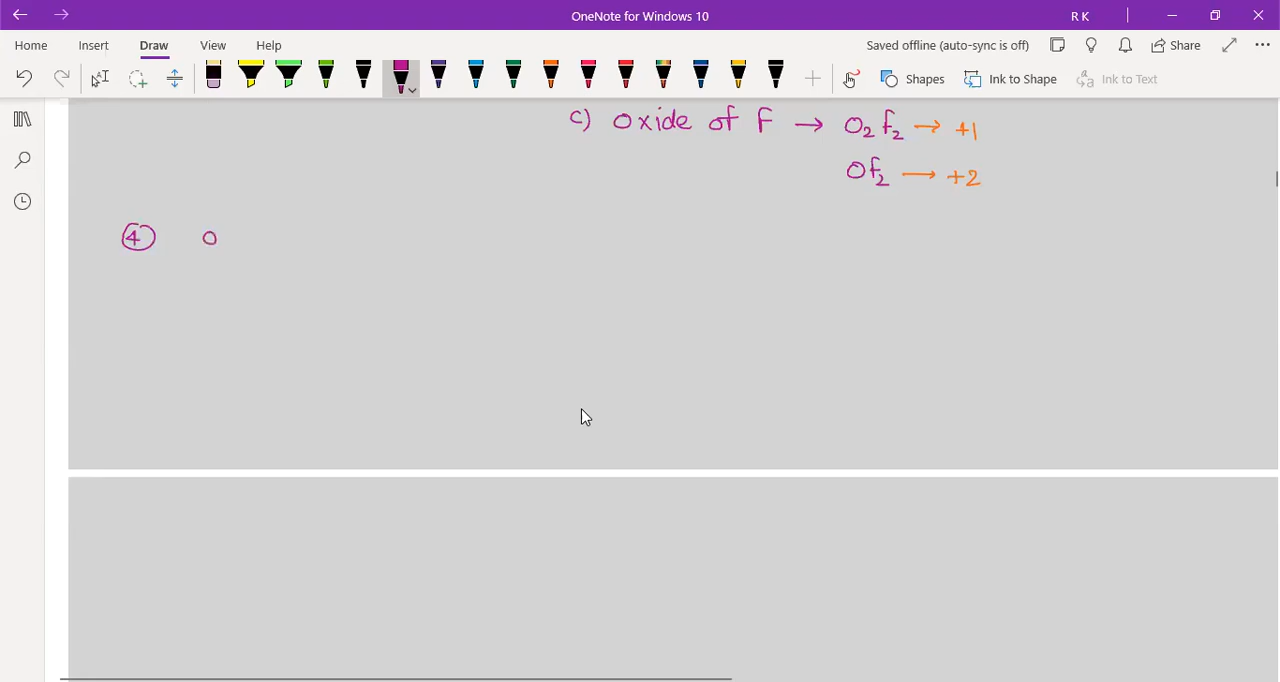 OneNote for Windows 10
R K
Home Insert Draw View Help
Saved offline (auto-sync is off) Share
Shapes Ink to Shape Ink to Text
c) Oxide of F → O₂f₂ → +1
Of₂ → +2
④ O